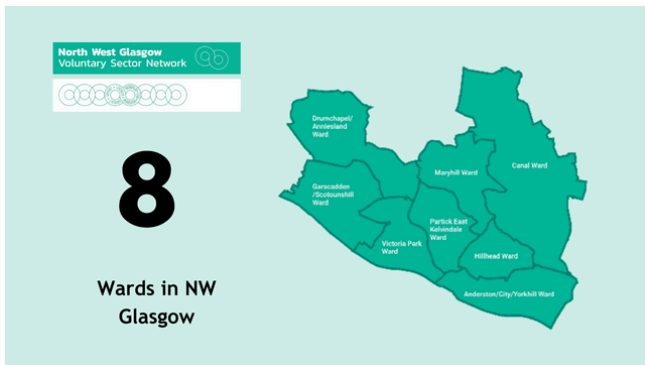 North West Glasgow
Voluntary Sector Network
8
Wards in NW
Glasgow
Drumchapel/
Anniesland
Ward
Garscadden
/Scotounshill
Ward
Victoria Park
Ward
Partick East
Kelvindale
Ward
Maryhill Ward
Canal Ward
Hillhead Ward
Anderston/City/Yorkhill Ward